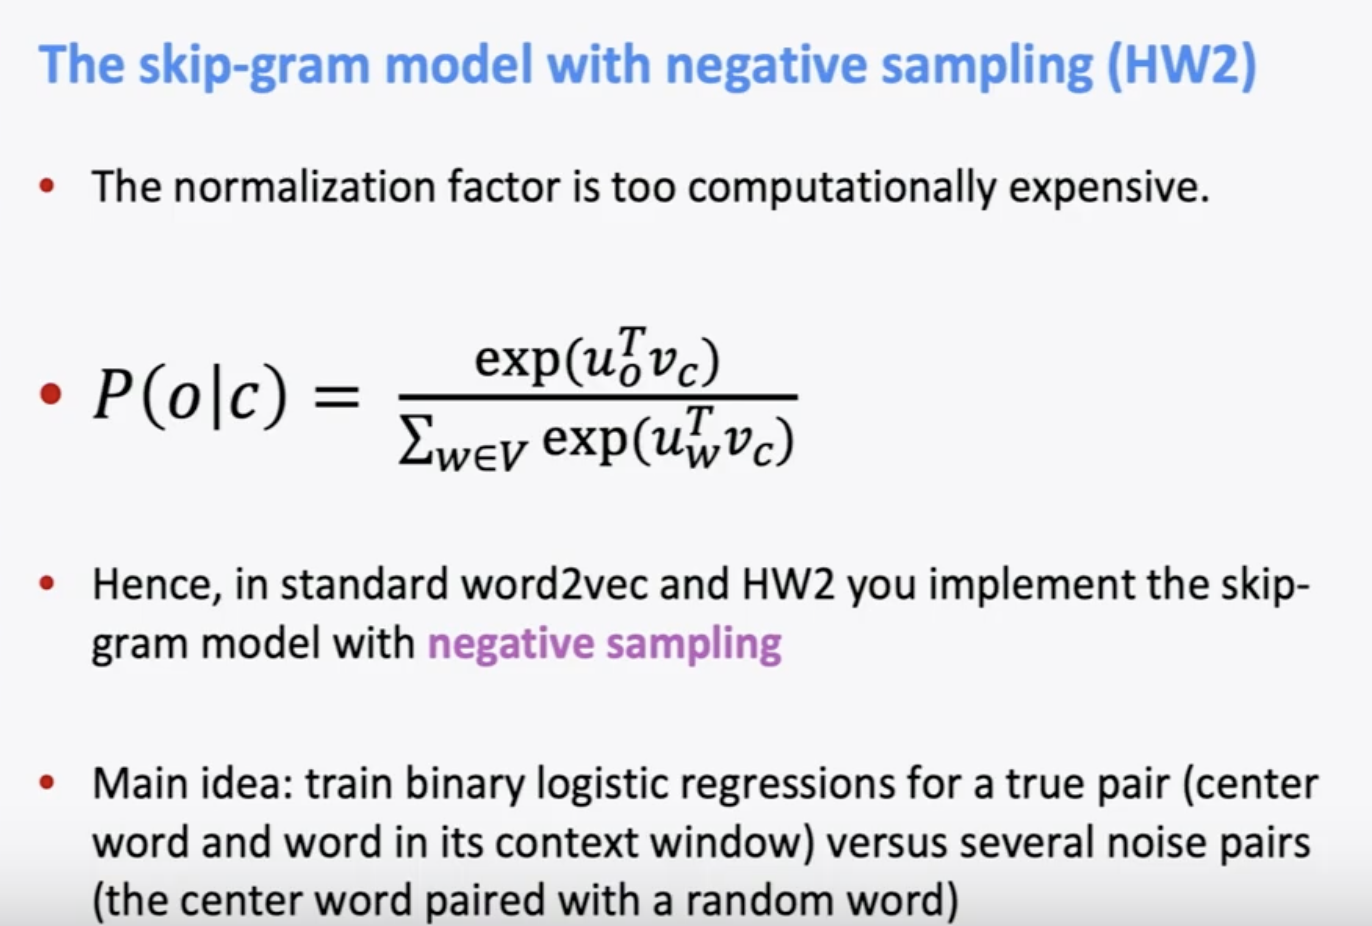 The skip-gram model with negative sampling (HW2)
• The normalization factor is too computationally expensive.
• P(o|c) = exp(u_o^T v_c) / ∑_{w∈V} exp(u_w^T v_c)
• Hence, in standard word2vec and HW2 you implement the skip-
gram model with negative sampling
• Main idea: train binary logistic regressions for a true pair (center
word and word in its context window) versus several noise pairs
(the center word paired with a random word)